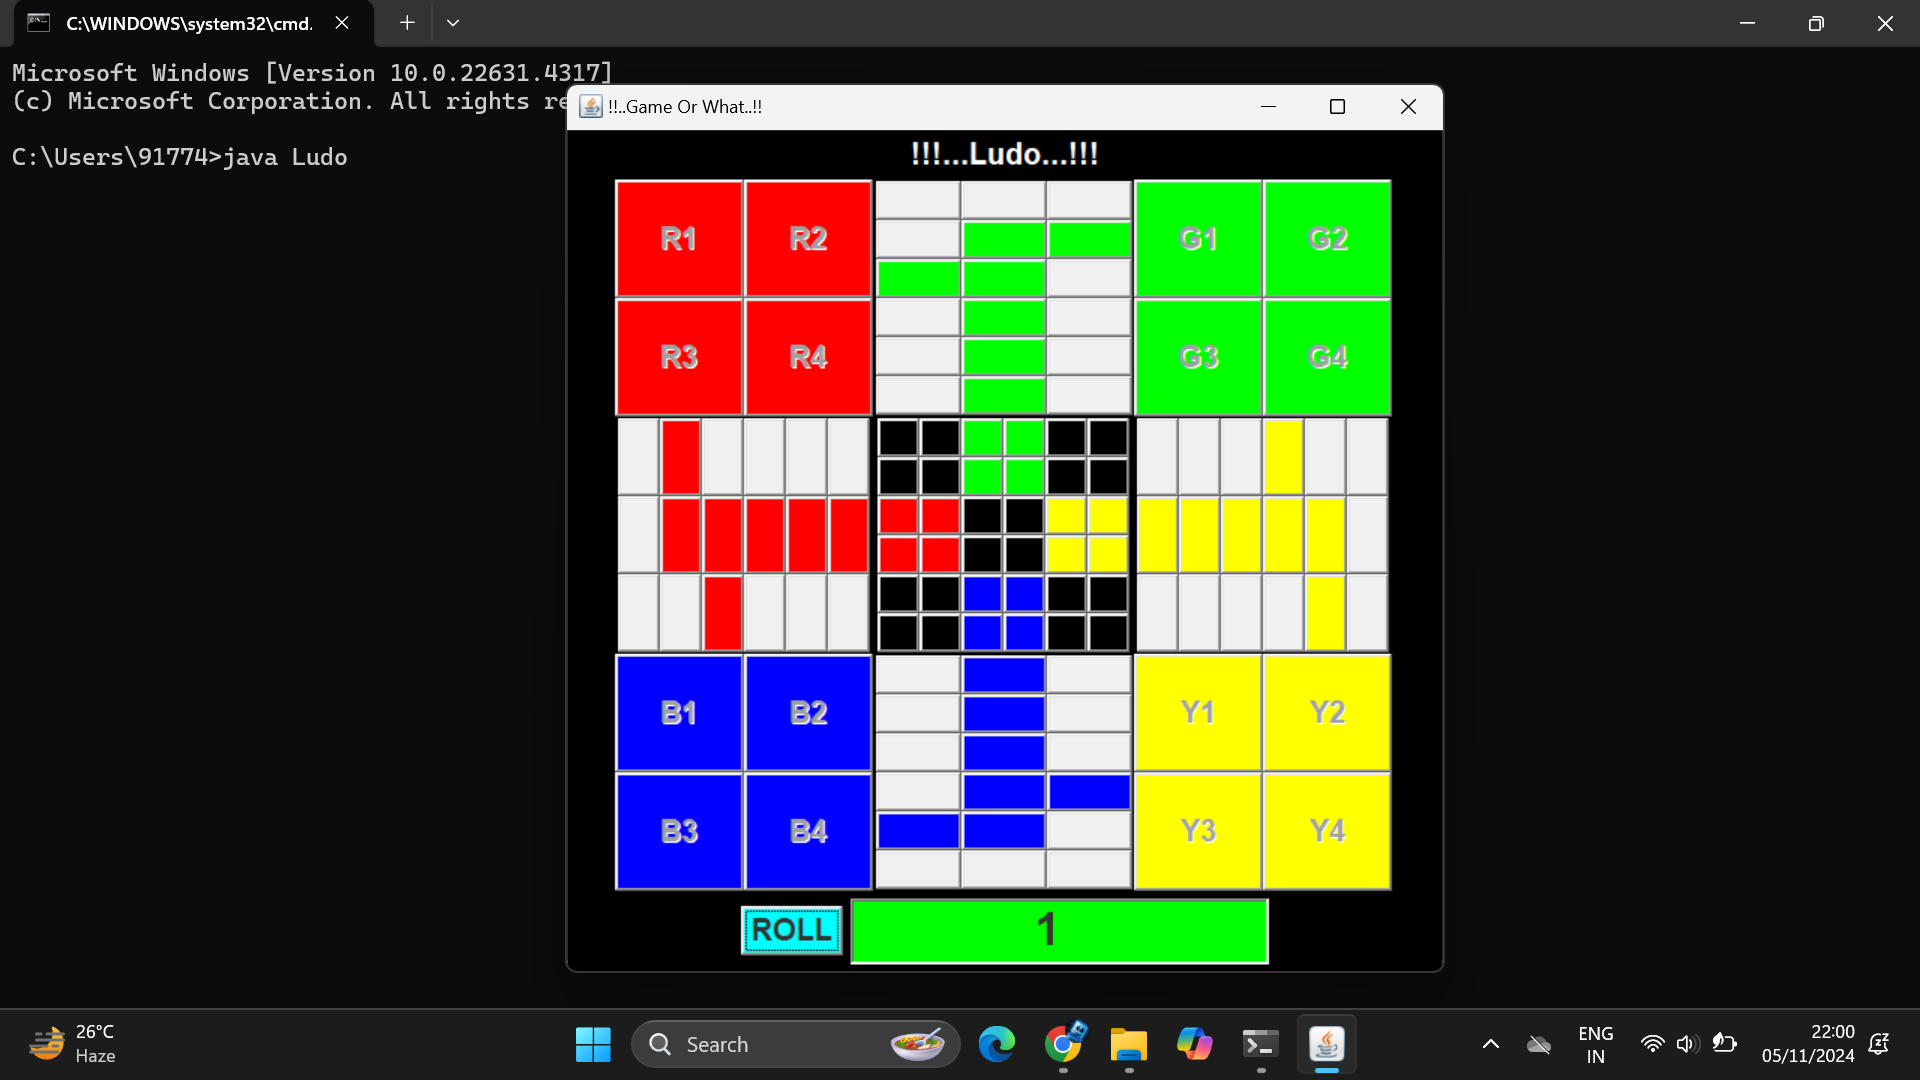 C:\WINDOWS\system32\cmd.
Microsoft Windows [Version 10.0.22631.4317]
(c) Microsoft Corporation. All rights re
C:\Users\91774>java Ludo
!!..Game Or What..!!
!!!...Ludo...!!!
R1 R2 G1 G2
R3 R4 G3 G4
B1 B2 Y1 Y2
B3 B4 Y3 Y4
ROLL 1
26°C
Haze
Search
ENG
IN
22:00
05/11/2024